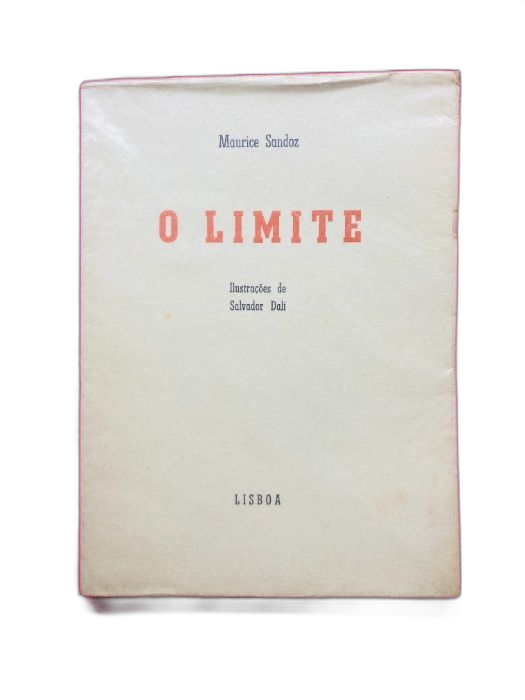 Maurice Sandoz
O LIMITE
Ilustrações de
Salvador Dali
LISBOA